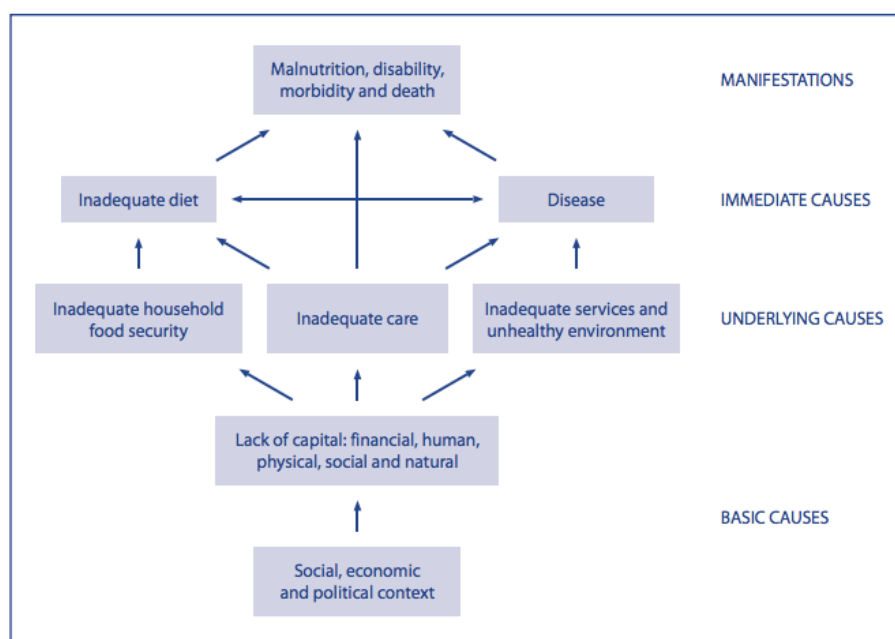 Malnutrition, disability,
morbidity and death
MANIFESTATIONS
Inadequate diet
Disease
IMMEDIATE CAUSES
Inadequate household
food security
Inadequate care
Inadequate services and
unhealthy environment
UNDERLYING CAUSES
Lack of capital: financial, human,
physical, social and natural
BASIC CAUSES
Social, economic
and political context